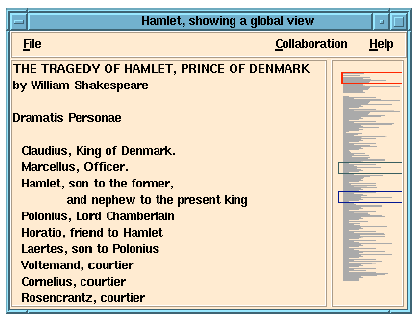 Hamlet, showing a global view
File Collaboration Help
THE TRAGEDY OF HAMLET, PRINCE OF DENMARK
by William Shakespeare
Dramatis Personae
Claudius, King of Denmark.
Marcellus, Officer.
Hamlet, son to the former,
and nephew to the present king
Polonius, Lord Chamberlain
Horatio, friend to Hamlet
Laertes, son to Polonius
Voltemand, courtier
Cornelius, courtier
Rosencrantz, courtier